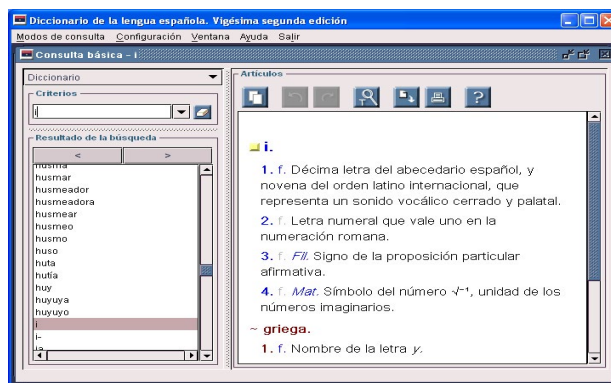 Diccionario de la lengua española. Vigésima segunda edición
Modos de consulta Configuración Ventana Ayuda Salir
Consulta básica - i
Diccionario
Criterios
i
Resultado de la búsqueda
< >
husma
husmar
husmeador
husmeadora
husmear
husmeo
husmo
huso
huta
hutía
huy
huyuya
huyuyo
i
i-
Artículos
i.
1. f. Décima letra del abecedario español, y
novena del orden latino internacional, que
representa un sonido vocálico cerrado y palatal.
2. f. Letra numeral que vale uno en la
numeración romana.
3. f. Fil. Signo de la proposición particular
afirmativa.
4. f. Mat. Símbolo del número √-1, unidad de los
números imaginarios.
~ griega.
1. f. Nombre de la letra y.